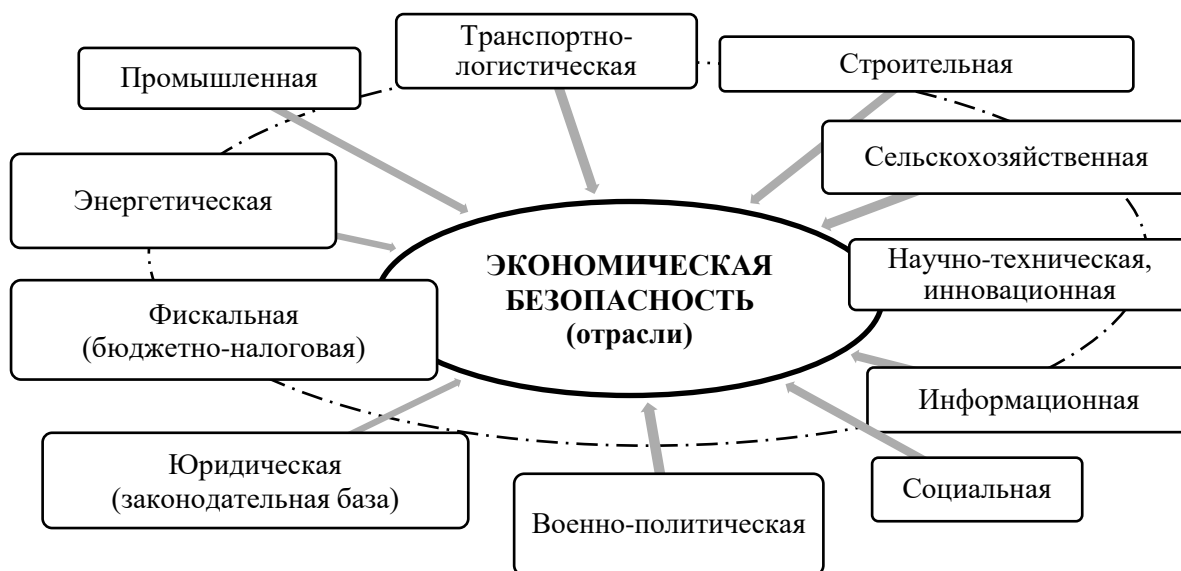 Транспортно-
логистическая
Промышленная
Строительная
Сельскохозяйственная
Энергетическая
ЭКОНОМИЧЕСКАЯ
БЕЗОПАСНОСТЬ
(отрасли)
Научно-техническая,
инновационная
Фискальная
(бюджетно-налоговая)
Информационная
Юридическая
(законодательная база)
Социальная
Военно-политическая